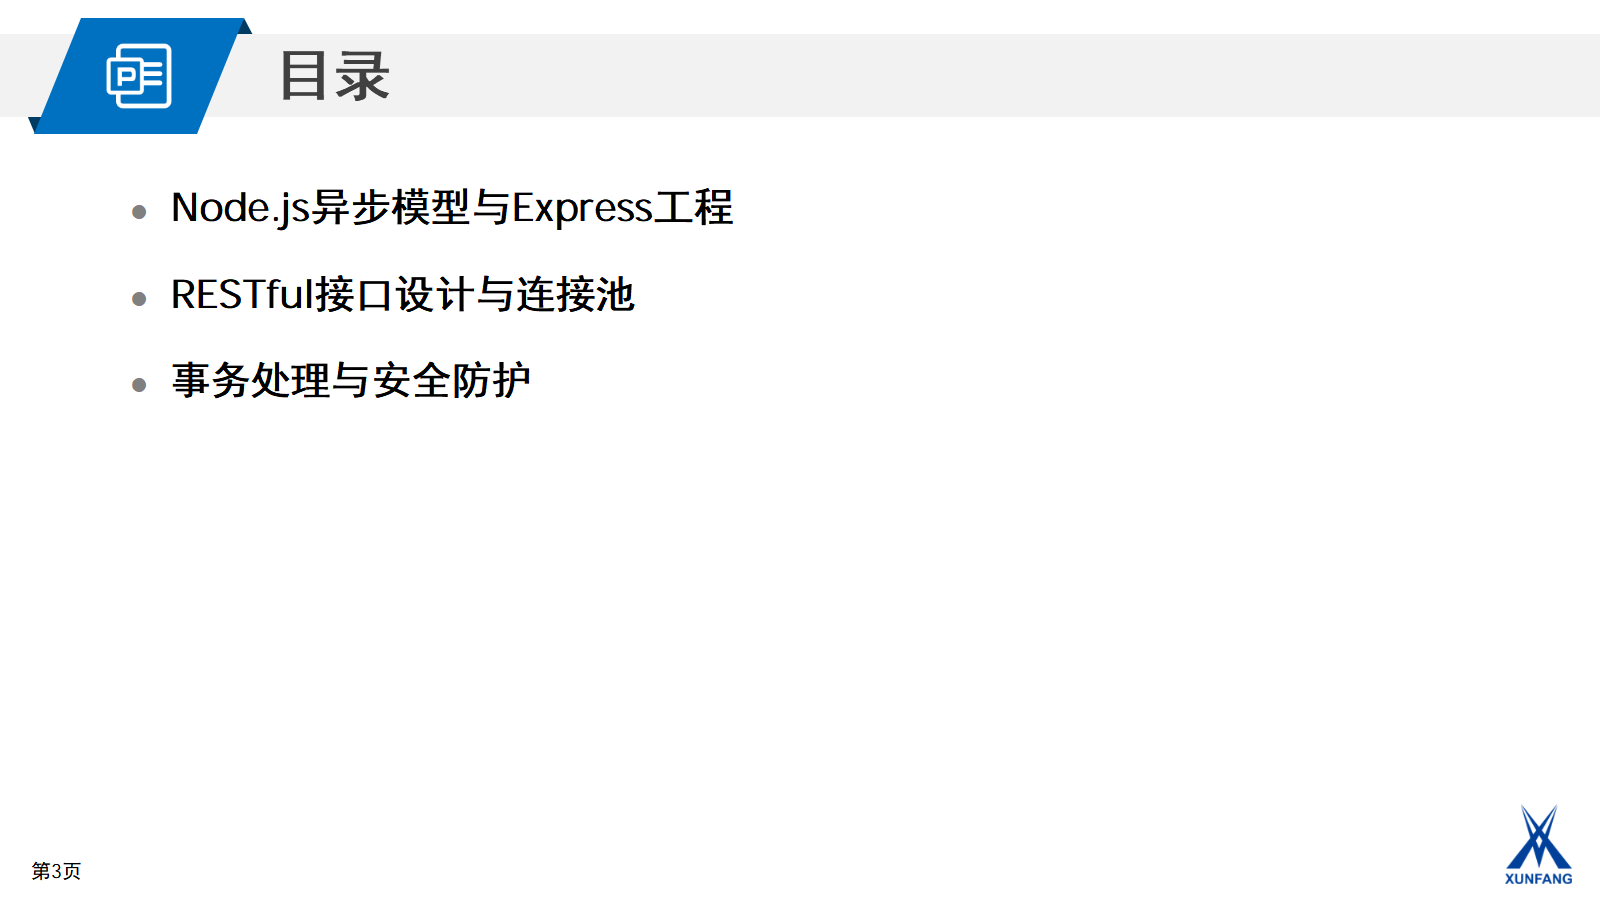 目录
Node.js异步模型与Express工程
RESTful接口设计与连接池
事务处理与安全防护
第3页
XUNFANG